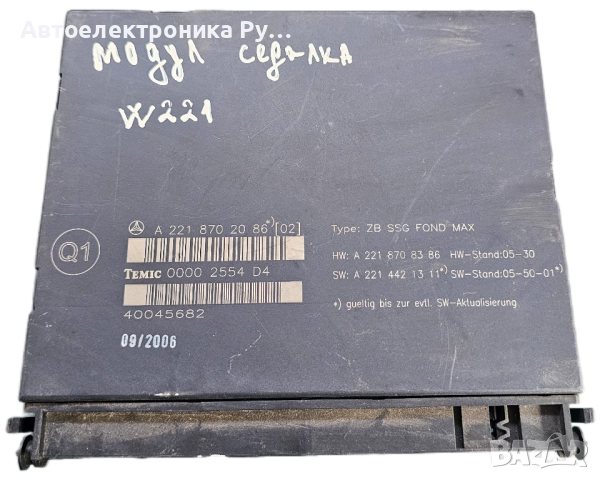 Автоелектроника Ру...
Модул седалка
W221
A 221 870 20 86 *) [02]
Type: ZB SSG FOND MAX
Q1
HW: A 221 870 83 86 HW-Stand:05-30
TEMIC 0000 2554 D4
SW: A 221 442 13 11*) SW-Stand:05-50-01*)
*) gueltig bis zur evtl. SW-Aktualisierung.
40045682
09/2006
BAZAR